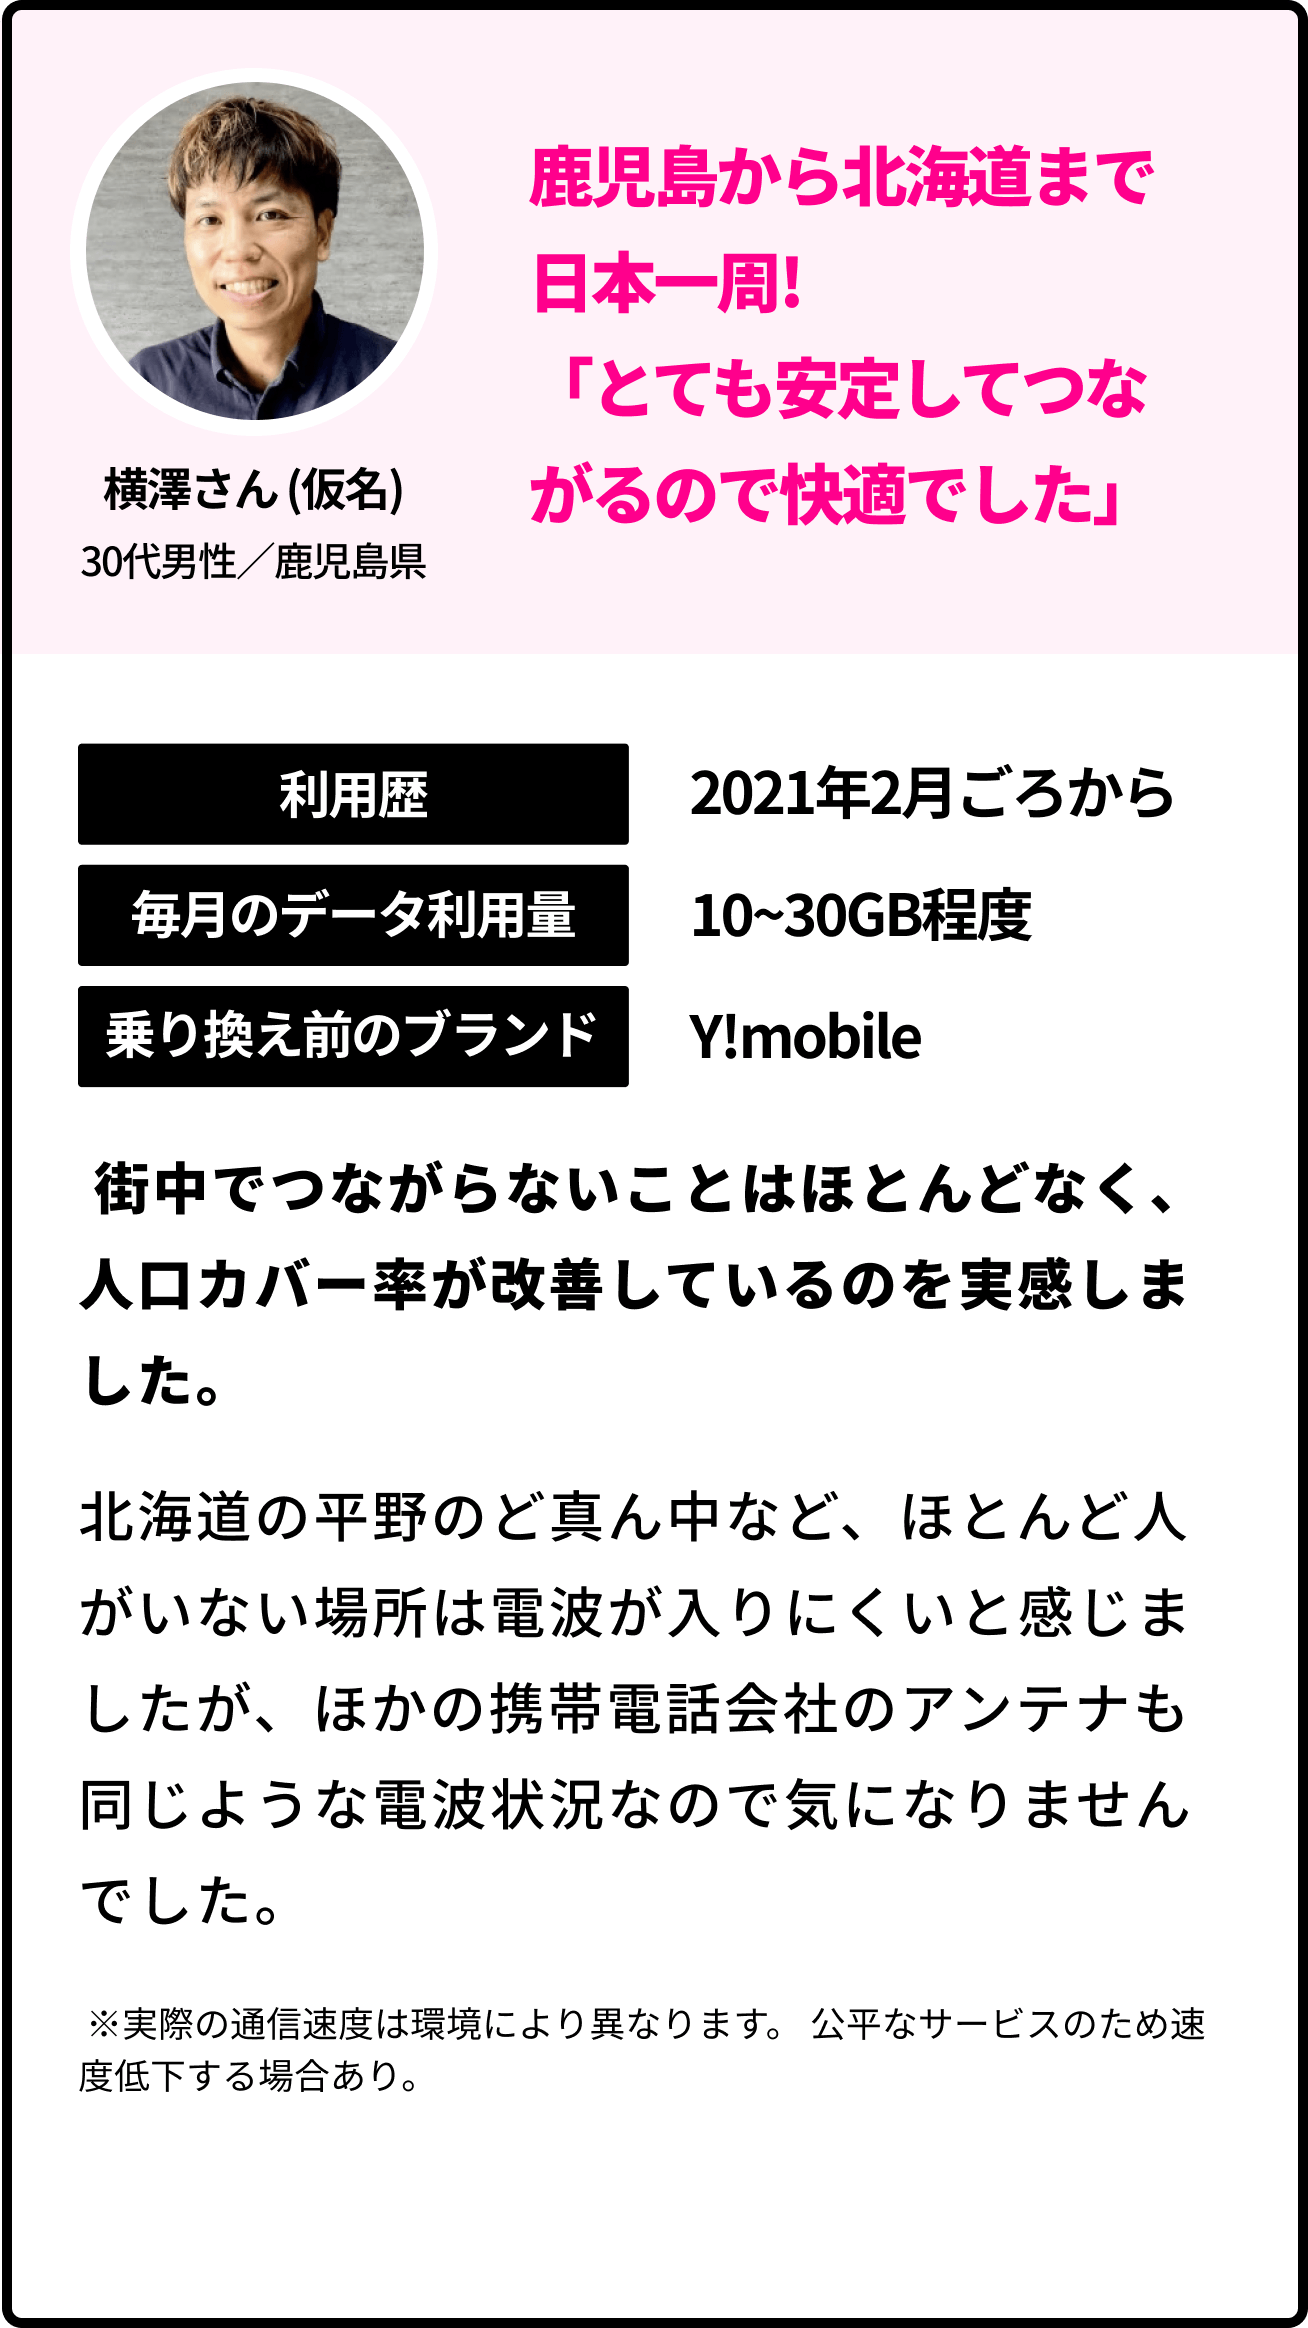 鹿児島から北海道まで
日本一周!
「とても安定してつな
がるので快適でした」
横澤さん (仮名)
30代男性／鹿児島県
利用歴 2021年2月ごろから
毎月のデータ利用量 10~30GB程度
乗り換え前のブランド Y!mobile
街中でつながらないことはほとんどなく、
人口カバー率が改善しているのを実感しま
した。
北海道の平野のど真ん中など、ほとんど人
がいない場所は電波が入りにくいと感じま
したが、ほかの携帯電話会社のアンテナも
同じような電波状況なので気になりません
でした。
※実際の通信速度は環境により異なります。 公平なサービスのため速
度低下する場合あり。